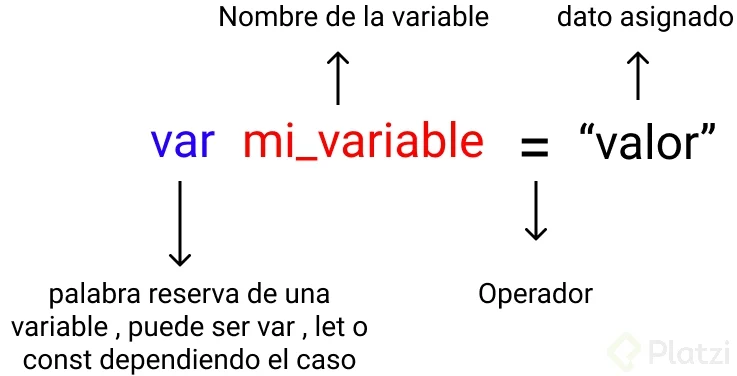 Nombre de la variable
dato asignado
var mi_variable = “valor”
palabra reserva de una
variable , puede ser var , let o
const dependiendo el caso
Operador
Platzi